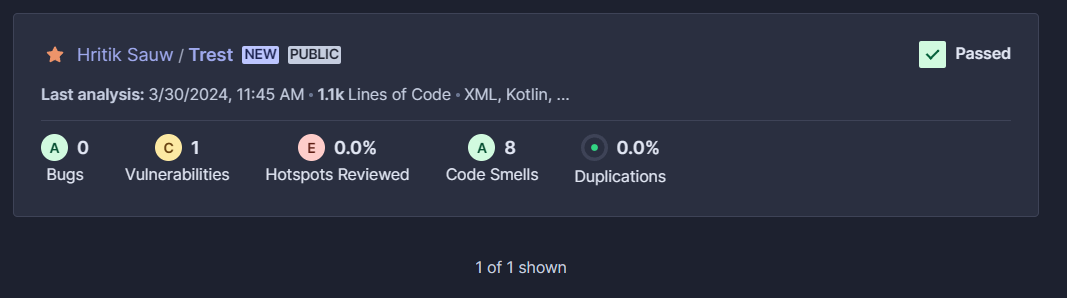 Hritik Sauw / Trest NEW PUBLIC Passed
Last analysis: 3/30/2024, 11:45 AM • 1.1k Lines of Code • XML, Kotlin, ...
A 0 C 1 E 0.0% A 8 0.0%
Bugs Vulnerabilities Hotspots Reviewed Code Smells Duplications
1 of 1 shown